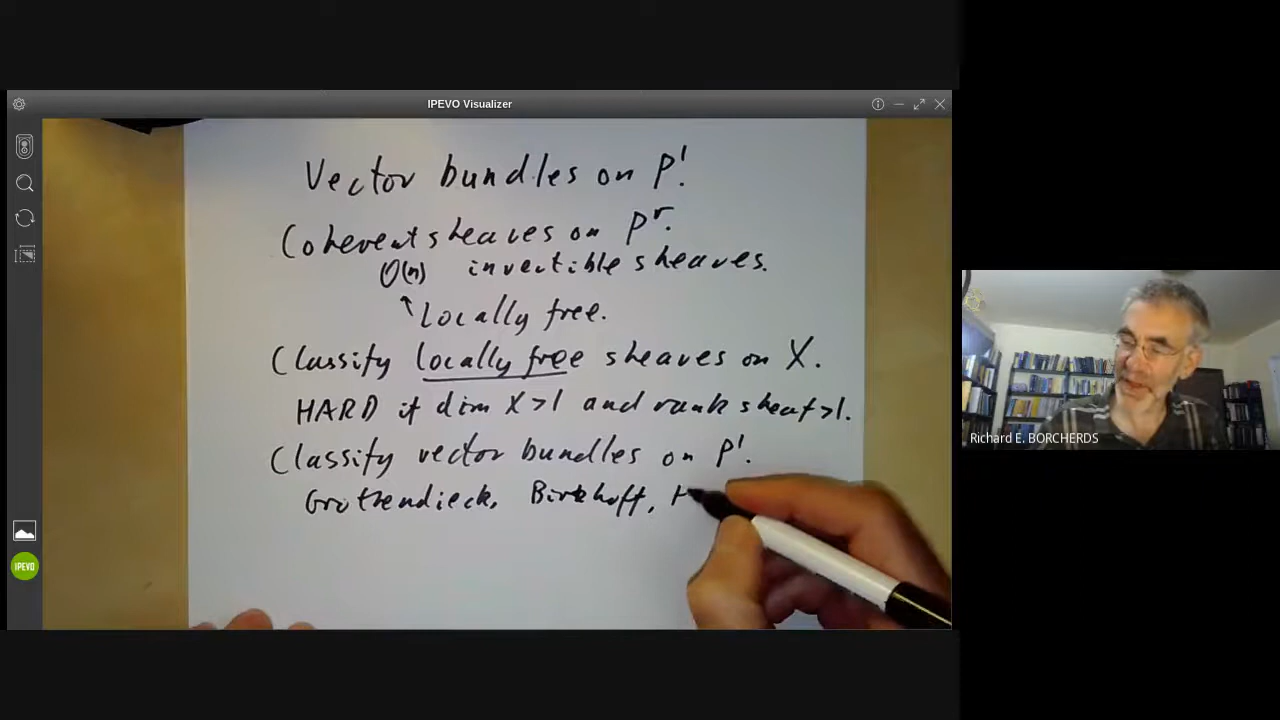 IPEVO Visualizer
Vector bundles on P¹.
Coherent sheaves on Pʳ.
O(n) invertible sheaves.
↑ Locally free.
Classify locally free sheaves on X.
HARD if dim X>1 and rank sheaf>1.
Classify vector bundles on P¹.
Grothendieck, Birkhoff, H
IPEVO
Richard E. BORCHERDS